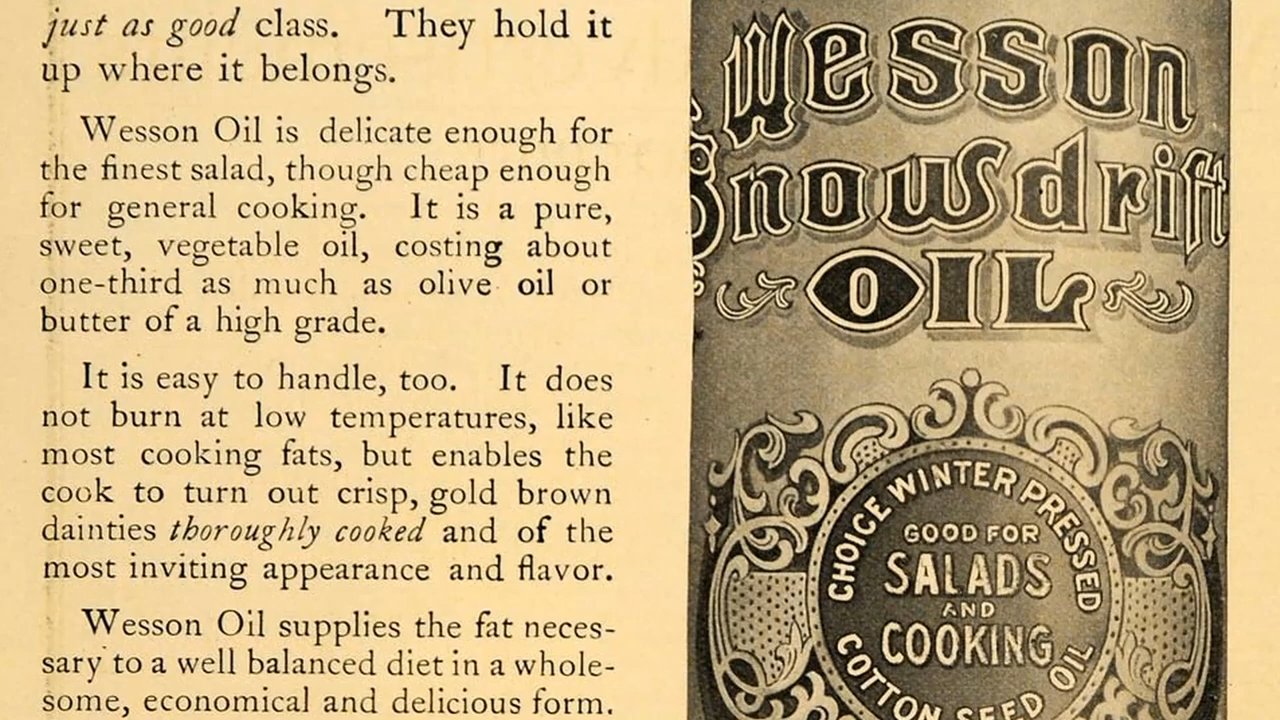 just as good class. They hold it
up where it belongs.
Wesson Oil is delicate enough for
the finest salad, though cheap enough
for general cooking. It is a pure,
sweet, vegetable oil, costing about
one-third as much as olive oil or
butter of a high grade.
It is easy to handle, too. It does
not burn at low temperatures, like
most cooking fats, but enables the
cook to turn out crisp, gold brown
dainties thoroughly cooked and of the
most inviting appearance and flavor.
Wesson Oil supplies the fat neces-
sary to a well balanced diet in a whole-
some, economical and delicious form.
Wesson
Snowdrift
OIL
CHOICE WINTER PRESSED
GOOD FOR
SALADS
AND
COOKING
COTTON SEED OIL